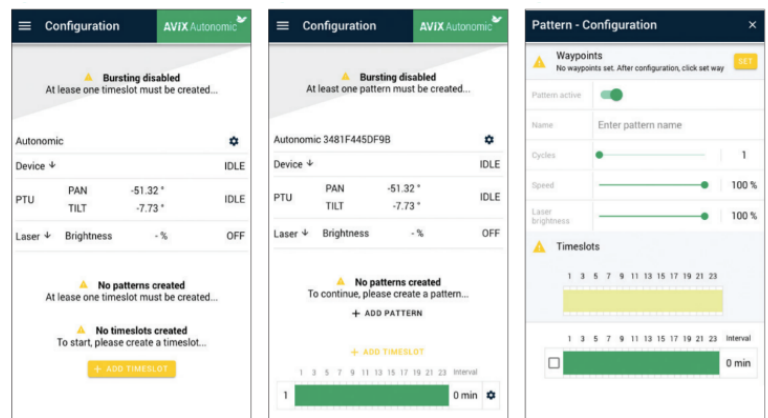 Configuration
AViX Autonomic
Bursting disabled
At lease one timeslot must be created...
Autonomic
Device IDLE
PTU PAN -51.32 ° IDLE
TILT -7.73 °
Laser Brightness - % OFF
No patterns created
At lease one timeslot must be created...
No timeslots created
To start, please create a timeslot...
+ ADD TIMESLOT
Configuration
AViX Autonomic
Bursting disabled
At least one pattern must be created...
Autonomic 3481F445DF9B
Device IDLE
PTU PAN -51.32 ° IDLE
TILT -7.73 °
Laser Brightness - % OFF
No patterns created
To continue, please create a pattern...
+ ADD PATTERN
+ ADD TIMESLOT
1 3 5 7 9 11 13 15 17 19 21 23 Interval
1 0 min
Pattern - Configuration ×
Waypoints
No waypoints set. After configuration, click set way
SET
Pattern active
Name Enter pattern name
Cycles 1
Speed 100 %
Laser brightness 100 %
Timeslots
1 3 5 7 9 11 13 15 17 19 21 23
1 3 5 7 9 11 13 15 17 19 21 23 Interval
0 min